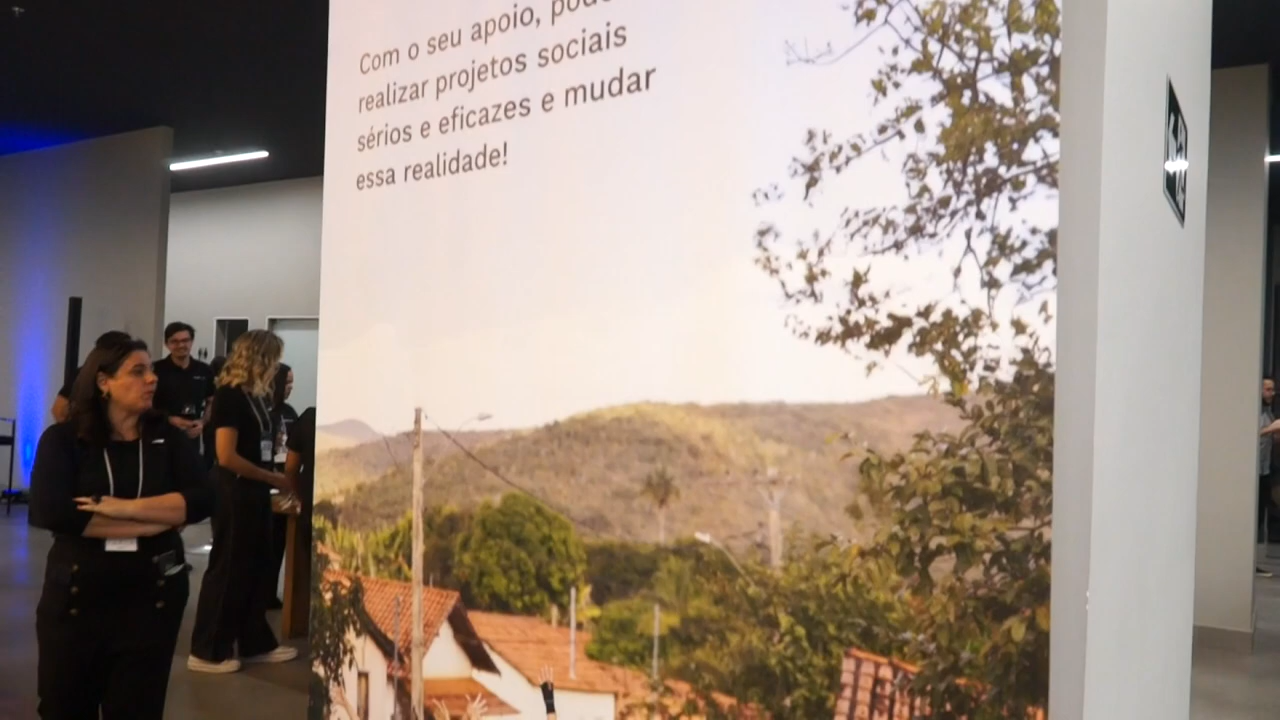 Com o seu apoio,
realizar projetos sociais
sérios e eficazes e mudar
essa realidade!